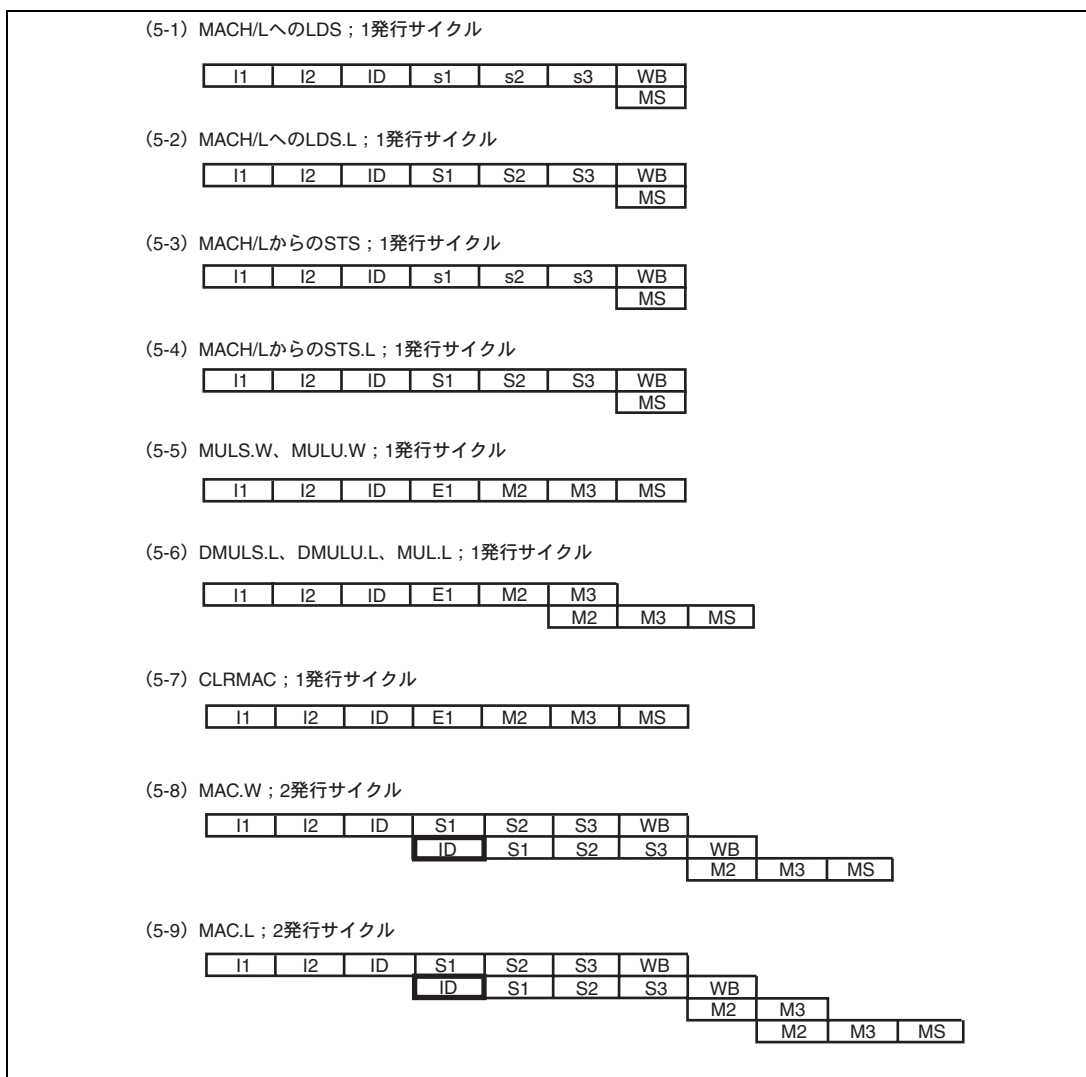 （5-1）MACH/LへのLDS；1発行サイクル
I1 I2 ID s1 s2 s3 WB
MS
（5-2）MACH/LへのLDS.L；1発行サイクル
I1 I2 ID S1 S2 S3 WB
MS
（5-3）MACH/LからのSTS；1発行サイクル
I1 I2 ID s1 s2 s3 WB
MS
（5-4）MACH/LからのSTS.L；1発行サイクル
I1 I2 ID S1 S2 S3 WB
MS
（5-5）MULS.W、MULU.W；1発行サイクル
I1 I2 ID E1 M2 M3 MS
（5-6）DMULS.L、DMULU.L、MUL.L；1発行サイクル
I1 I2 ID E1 M2 M3
M2 M3 MS
（5-7）CLRMAC；1発行サイクル
I1 I2 ID E1 M2 M3 MS
（5-8）MAC.W；2発行サイクル
I1 I2 ID S1 S2 S3 WB
ID S1 S2 S3 WB
M2 M3 MS
（5-9）MAC.L；2発行サイクル
I1 I2 ID S1 S2 S3 WB
ID S1 S2 S3 WB
M2 M3
M2 M3 MS